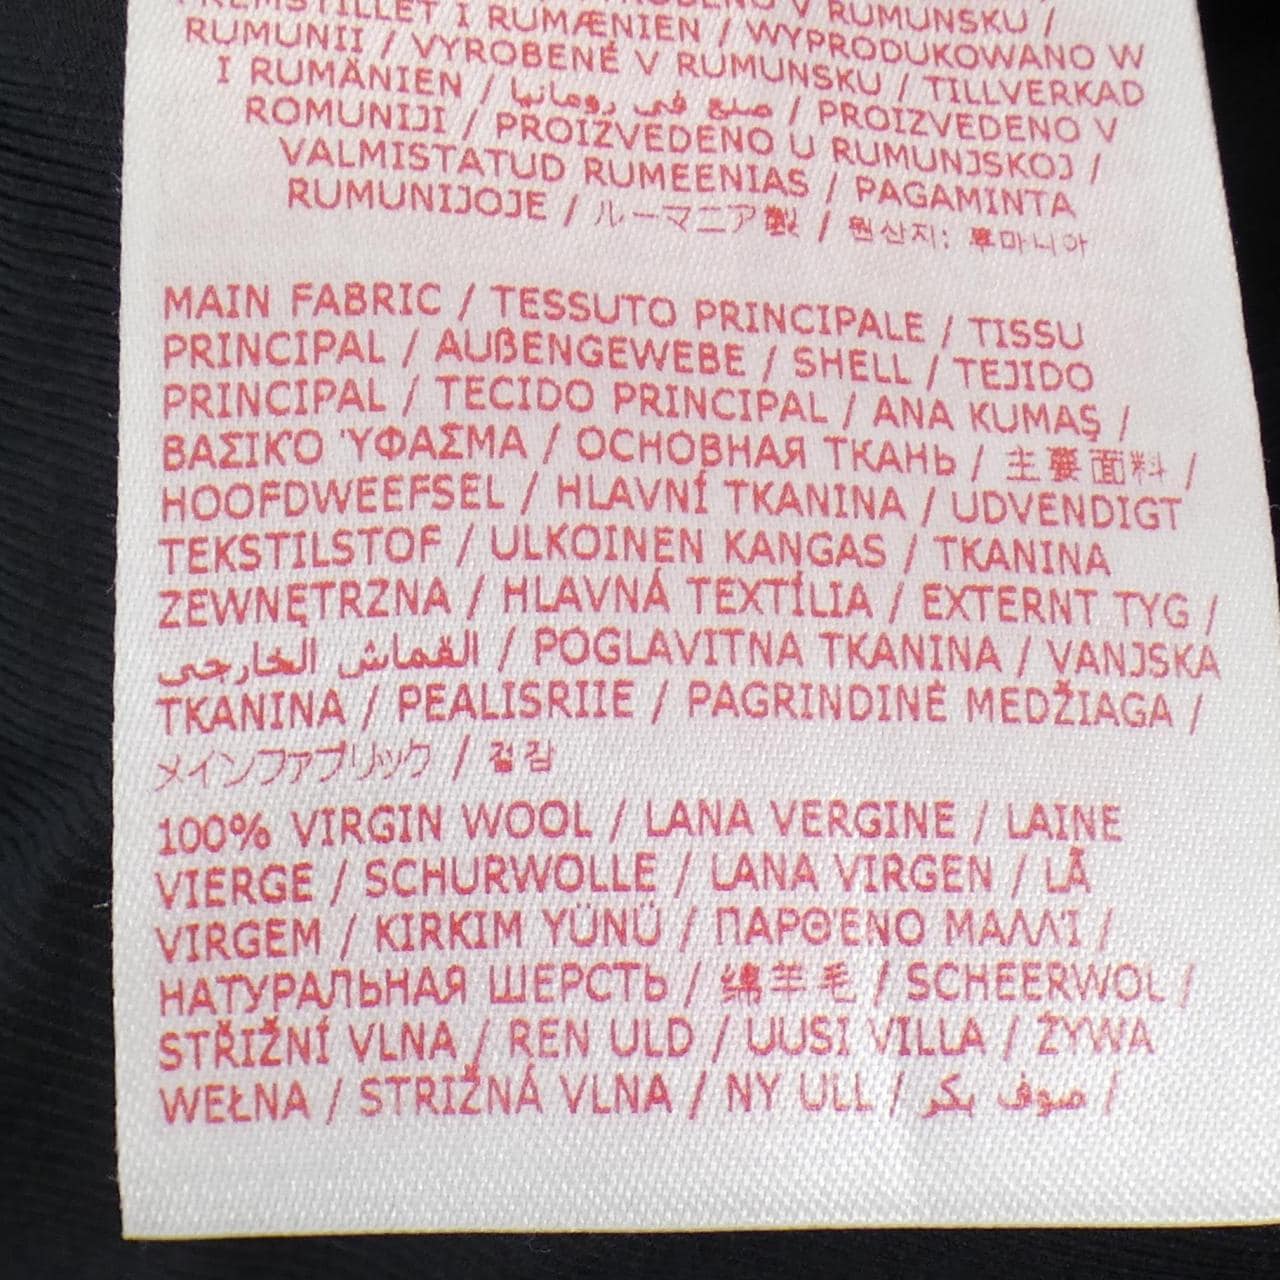 PREMSTILLET I RUMÆNIEN / WYPRODUKOWANO W
V RUMUNSKU /
RUMUNII / VYROBENÉ V RUMUNSKU / TILLVERKAD
I RUMÄNIEN / صنع في رومانيا / PROIZVEDENO V
ROMUNIJI / PROIZVEDENO U RUMUNJSKOJ /
VALMISTATUD RUMEENIAS / PAGAMINTA
RUMUNIJOJE / ルーマニア製 / 원산지: 루마니아
MAIN FABRIC / TESSUTO PRINCIPALE / TISSU
PRINCIPAL / AUßENGEWEBE / SHELL / TEJIDO
PRINCIPAL / TECIDO PRINCIPAL / ANA KUMAŞ /
ΒΑΣΙΚΌ ΎΦΑΣΜΑ / ОСНОВНАЯ ТКАНЬ / 主要面料 /
HOOFDWEEFSEL / HLAVNÍ TKANINA / UDVENDIGT
TEKSTILSTOF / ULKOINEN KANGAS / TKANINA
ZEWNĘTRZNA / HLAVNÁ TEXTÍLIA / EXTERNT TYG /
القماش الخارجي / POGLAVITNA TKANINA / VANJSKA
TKANINA / PEALISRIIE / PAGRINDINĖ MEDŽIAGA /
メインファブリック / 겉감
100% VIRGIN WOOL / LANA VERGINE / LAINE
VIERGE / SCHURWOLLE / LANA VIRGEN / LÃ
VIRGEM / KIRKIM YÜNÜ / ΠΑΡΘΈΝΟ ΜΑΛΛΊ /
НАТУРАЛЬНАЯ ШЕРСТЬ / 绵羊毛 / SCHEERWOL /
STŘIŽNÍ VLNA / REN ULD / UUSI VILLA / ŻYWA
WEŁNA / STRIŽNÁ VLNA / NY ULL / صوف بكر /